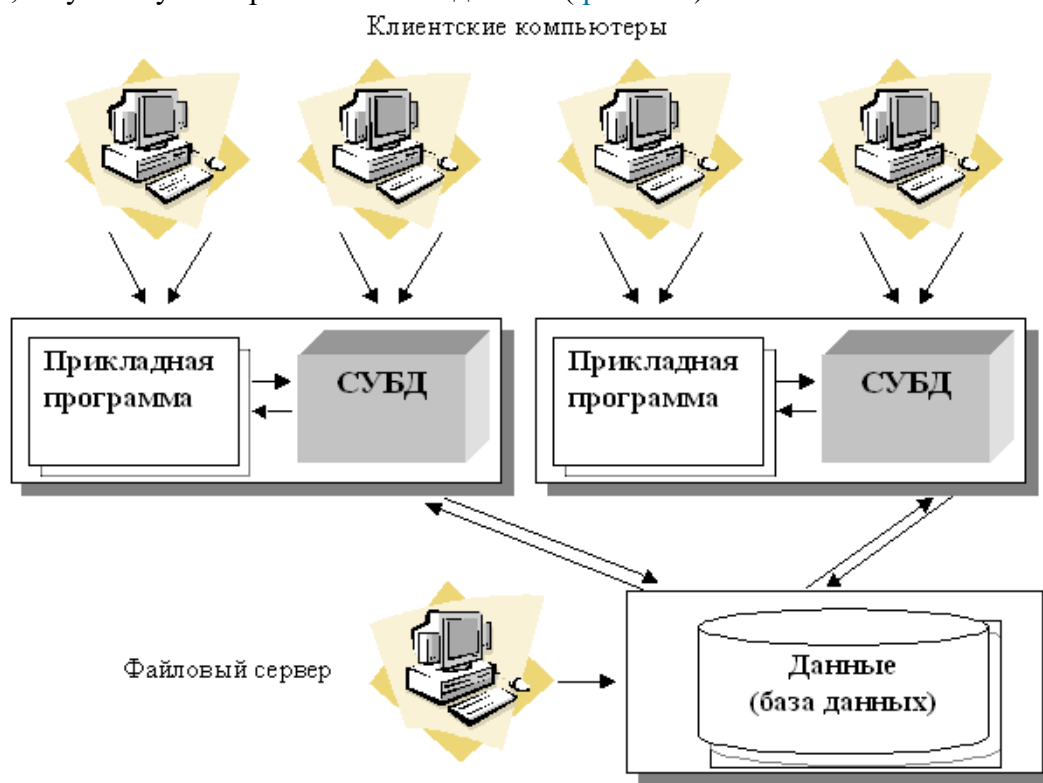 Клиентские компьютеры
Прикладная
программа
СУБД
Прикладная
программа
СУБД
Файловый сервер
Данные
(база данных)